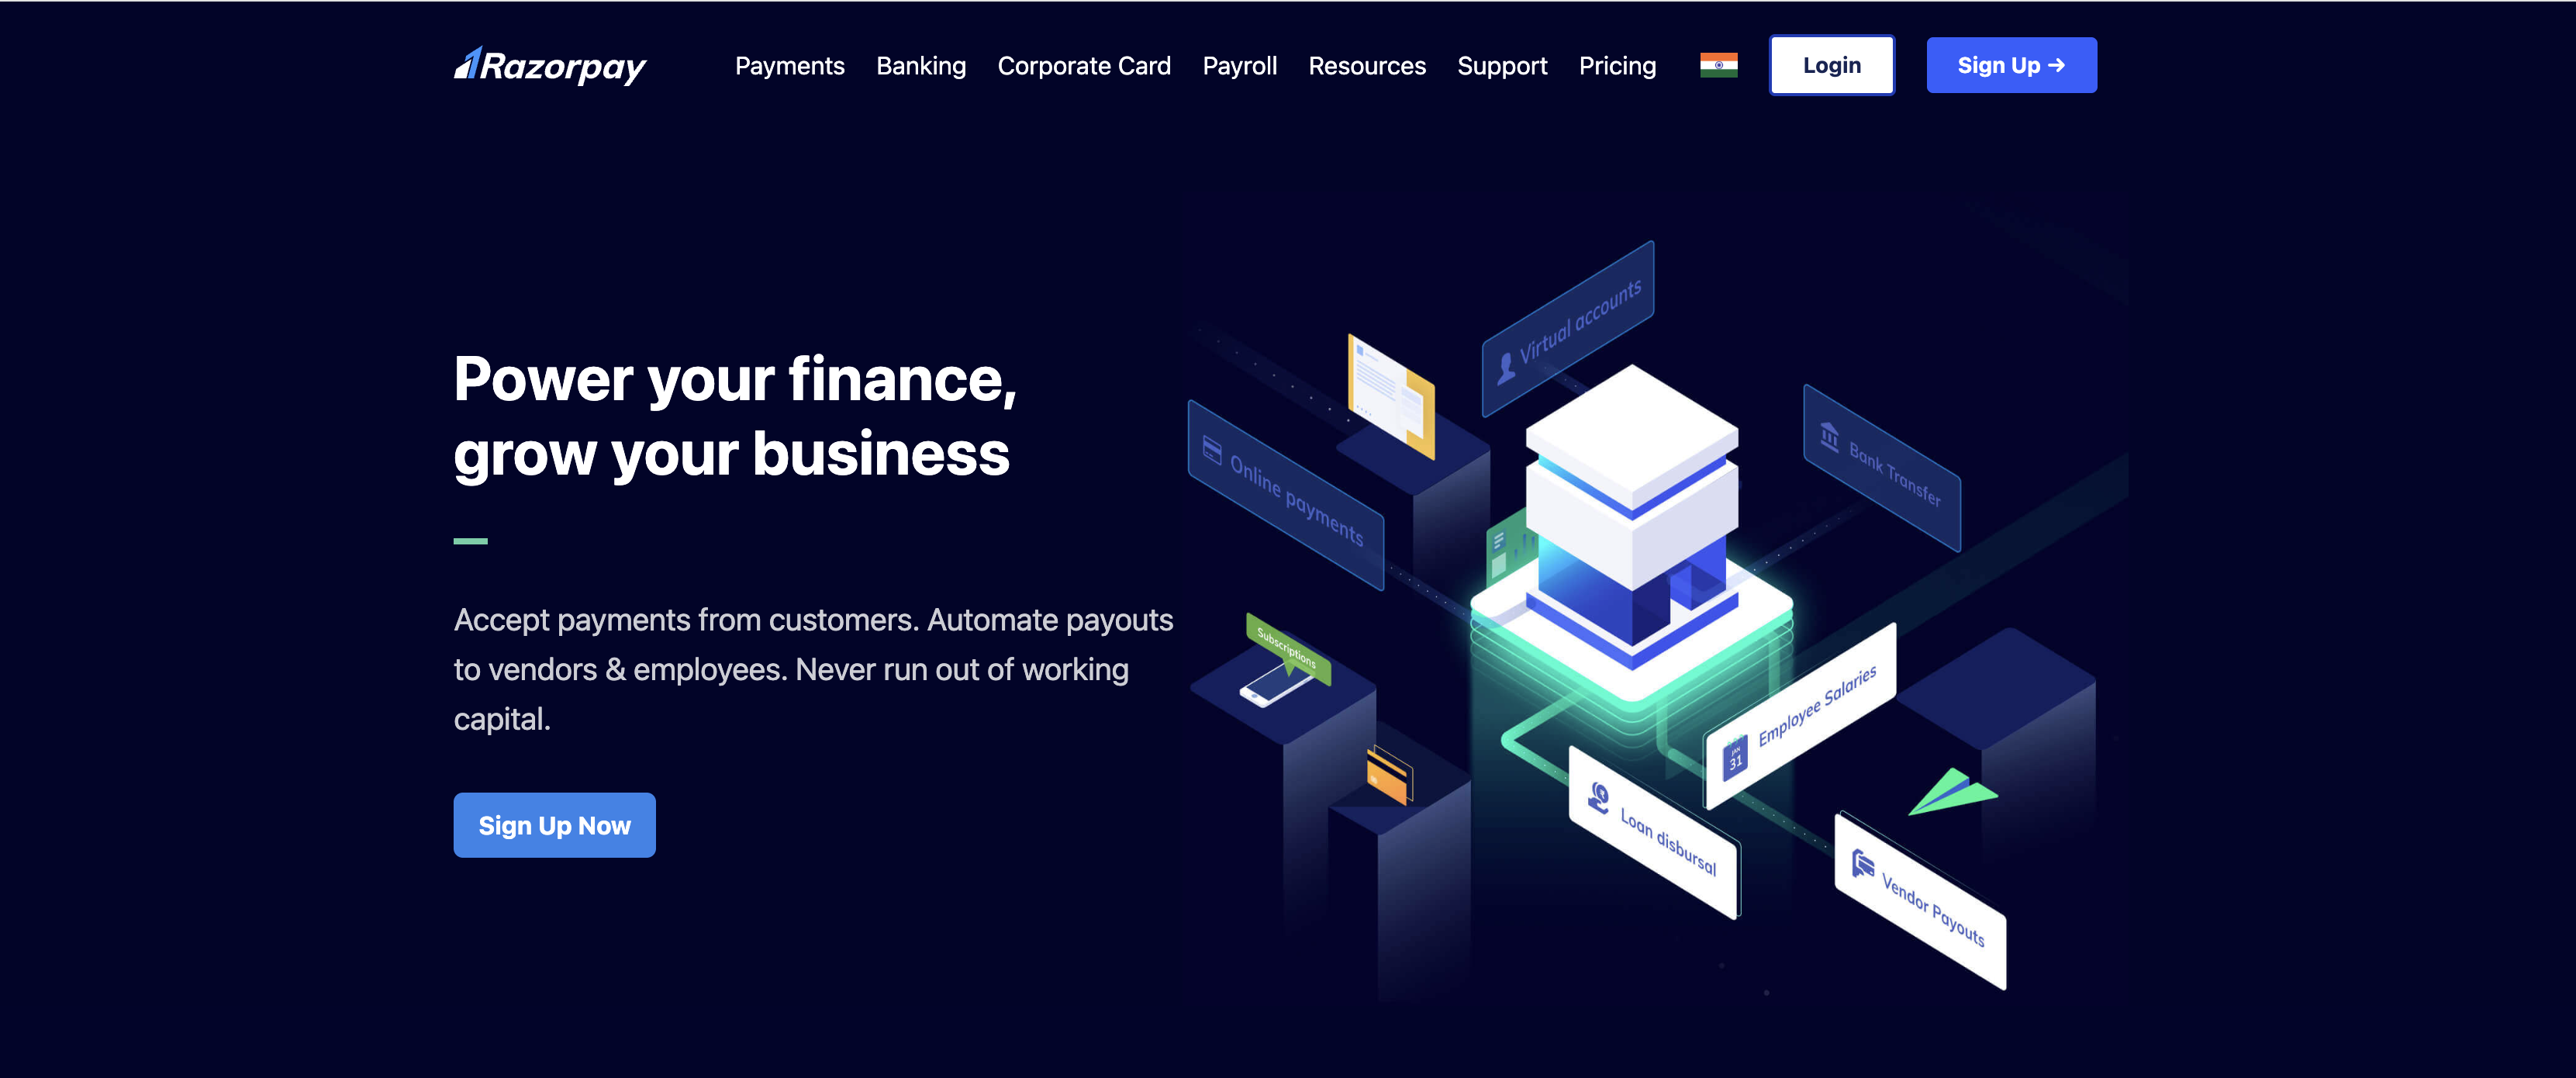 Razorpay
Payments
Banking
Corporate Card
Payroll
Resources
Support
Pricing
Login
Sign Up →
Power your finance,
grow your business
Accept payments from customers. Automate payouts
to vendors & employees. Never run out of working
capital.
Sign Up Now
Virtual accounts
Online payments
Bank Transfer
Subscriptions
JAN
31
Employee Salaries
Loan disbursal
Vendor Payouts